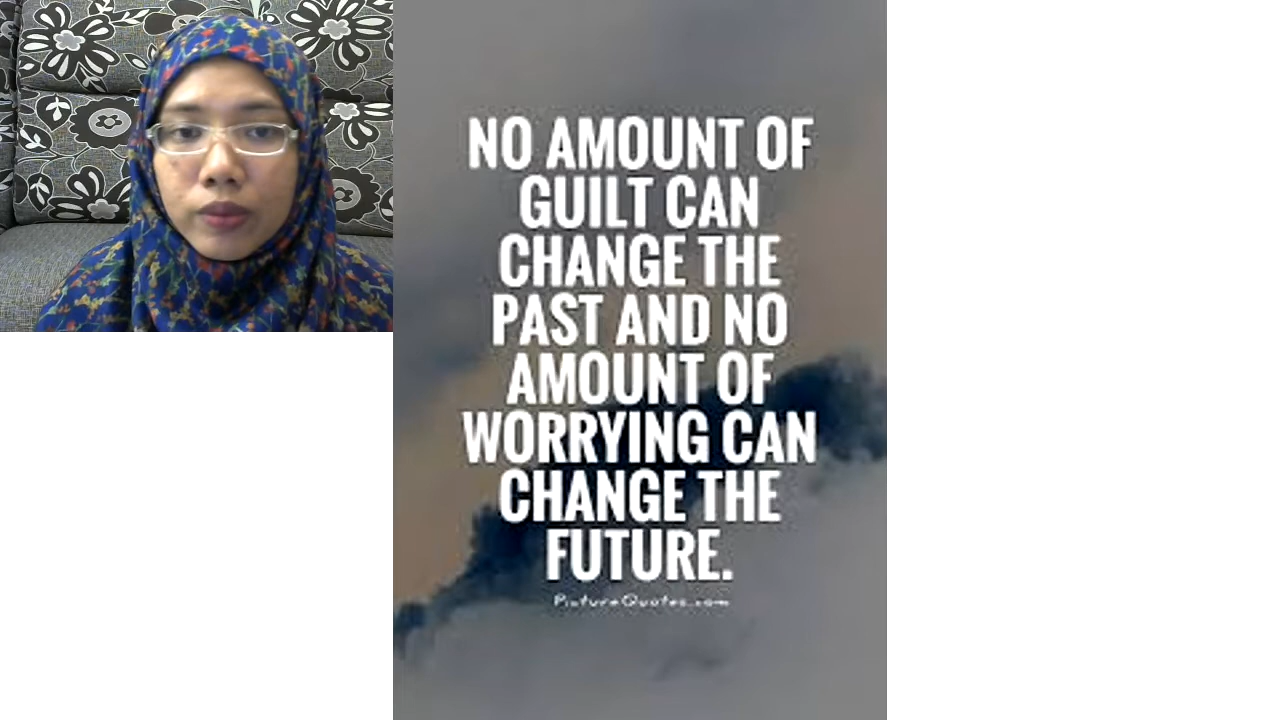 NO AMOUNT OF
GUILT CAN
CHANGE THE
PAST AND NO
AMOUNT OF
WORRYING CAN
CHANGE THE
FUTURE.
PictureQuotes.com